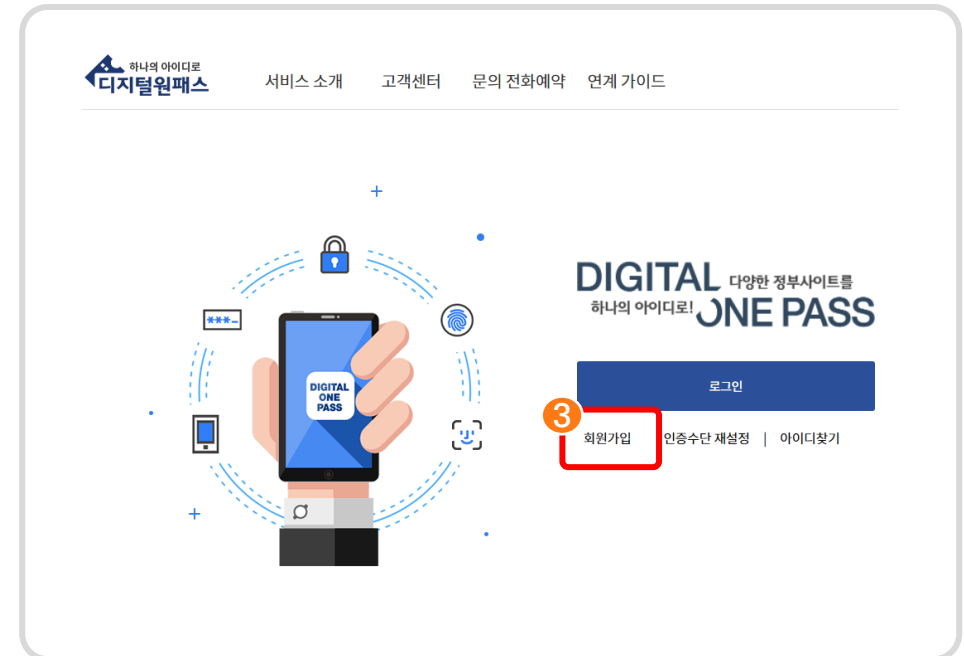 하나의 아이디로
디지털원패스
서비스 소개 고객센터 문의 전화예약 연계 가이드
***_
DIGITAL
ONE
PASS
DIGITAL 다양한 정부사이트를
하나의 아이디로! ONE PASS
로그인
3
회원가입 인증수단 재설정 | 아이디찾기